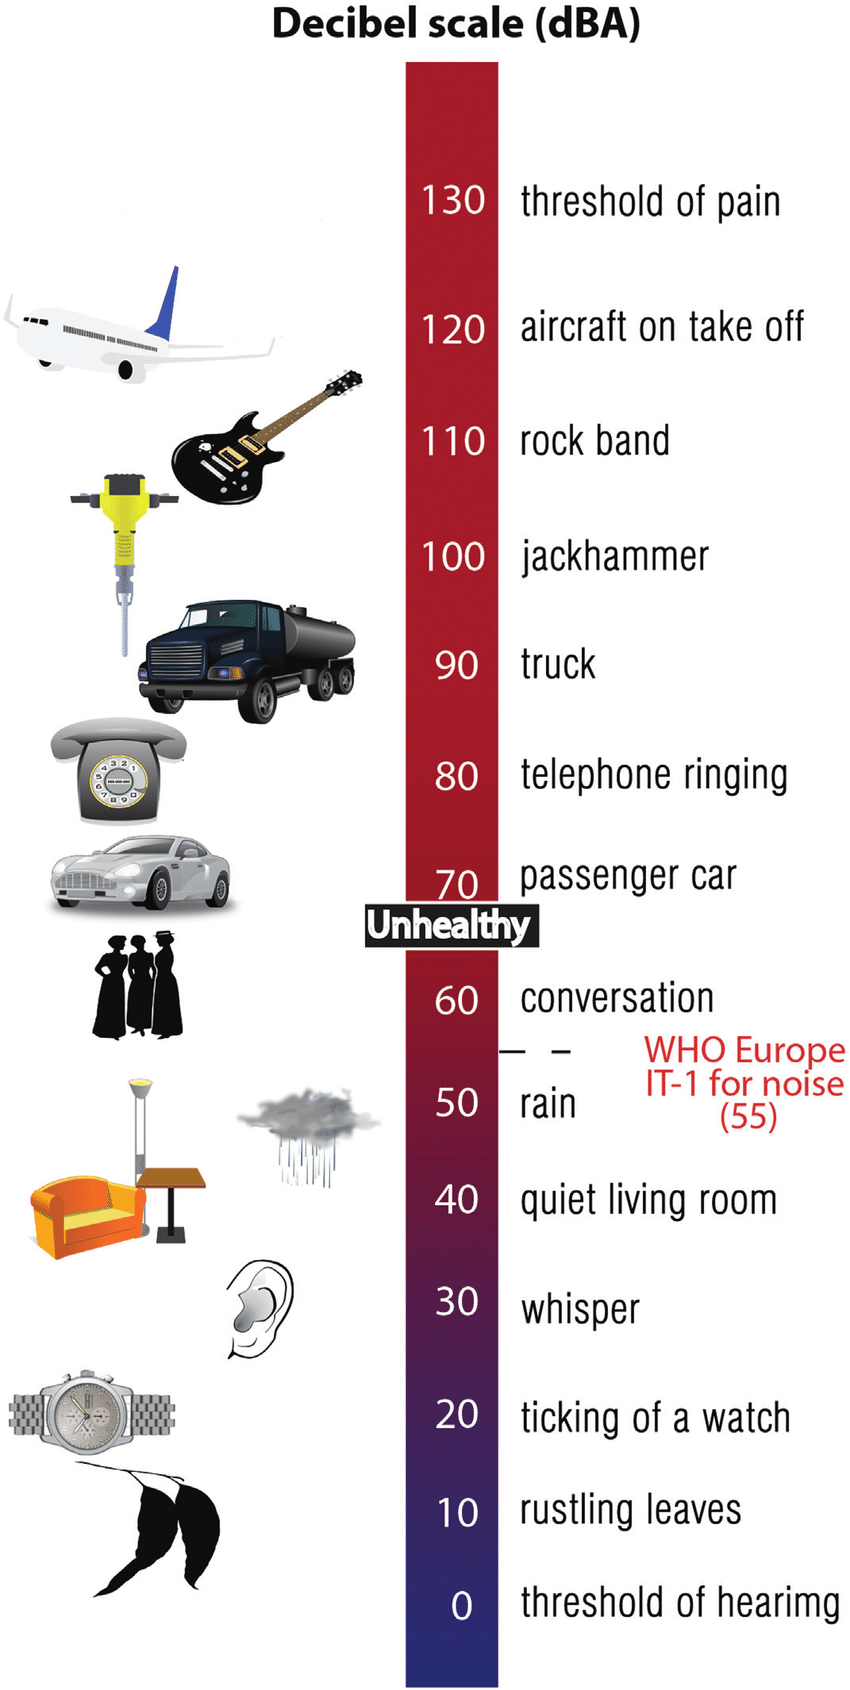 Decibel scale (dBA)
130 threshold of pain
120 aircraft on take off
110 rock band
100 jackhammer
90 truck
80 telephone ringing
70 passenger car
Unhealthy
60 conversation
WHO Europe
IT-1 for noise
(55)
50 rain
40 quiet living room
30 whisper
20 ticking of a watch
10 rustling leaves
0 threshold of hearimg